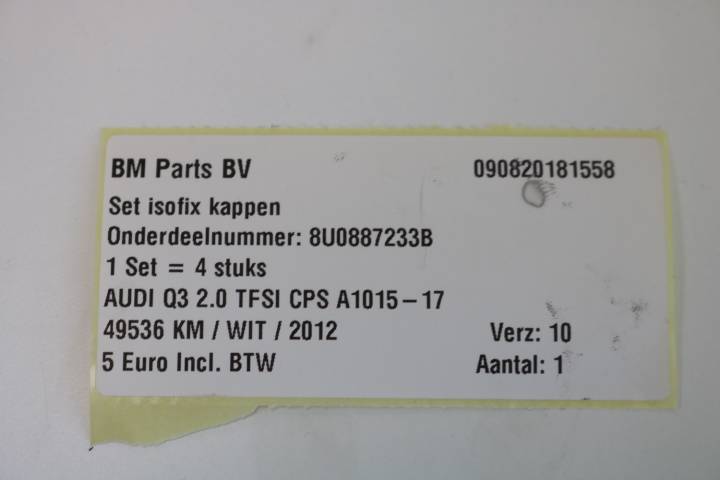 BM Parts BV 090820181558
Set isofix kappen
Onderdeelnummer: 8U0887233B
1 Set = 4 stuks
AUDI Q3 2.0 TFSI CPS A1015-17
49536 KM / WIT / 2012 Verz: 10
5 Euro Incl. BTW Aantal: 1